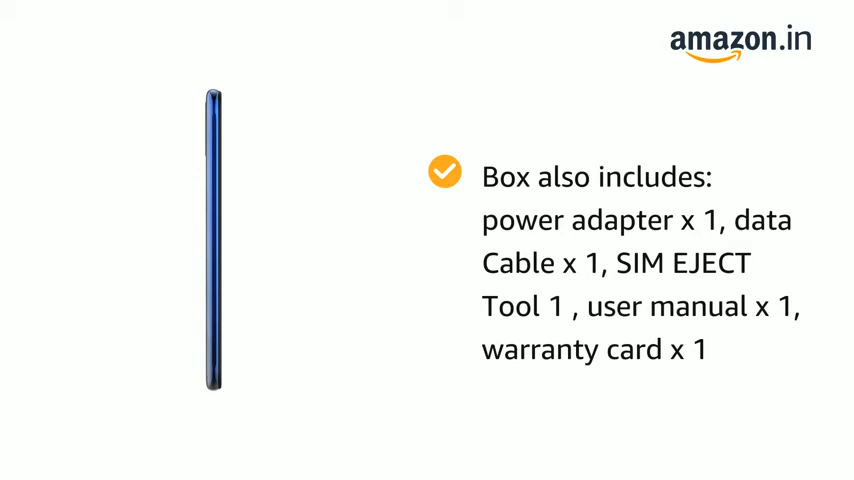 amazon.in
Box also includes:
power adapter x 1, data
Cable x 1, SIM EJECT
Tool 1 , user manual x 1,
warranty card x 1